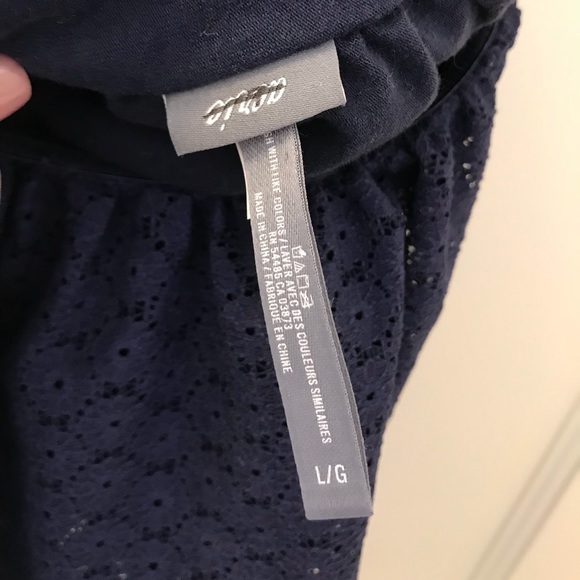 aerie
WITH LIKE COLORS / LAVER AVEC DES COULEURS SIMILAIRES
RN 54485 CA 03873
MADE IN CHINA / FABRIQUÉ EN CHINE
L/G